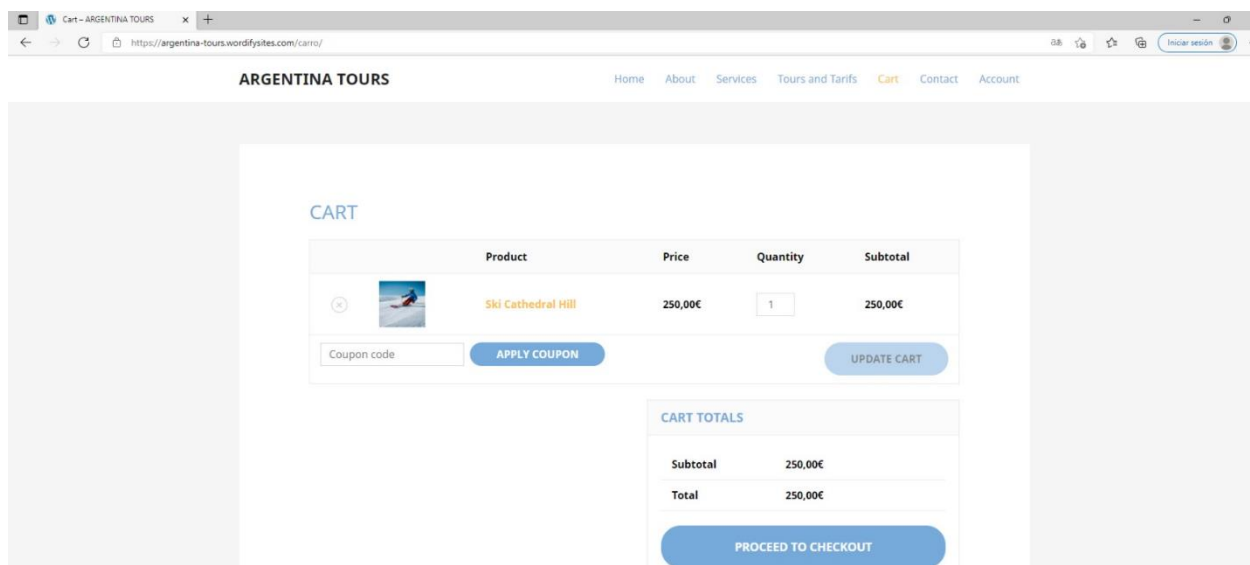 Cart – ARGENTINA TOURS
https://argentina-tours.wordifysites.com/carro/
Iniciar sesión
ARGENTINA TOURS
Home About Services Tours and Tarifs Cart Contact Account
CART
Product Price Quantity Subtotal
Ski Cathedral Hill 250,00€ 1 250,00€
Coupon code APPLY COUPON UPDATE CART
CART TOTALS
Subtotal 250,00€
Total 250,00€
PROCEED TO CHECKOUT